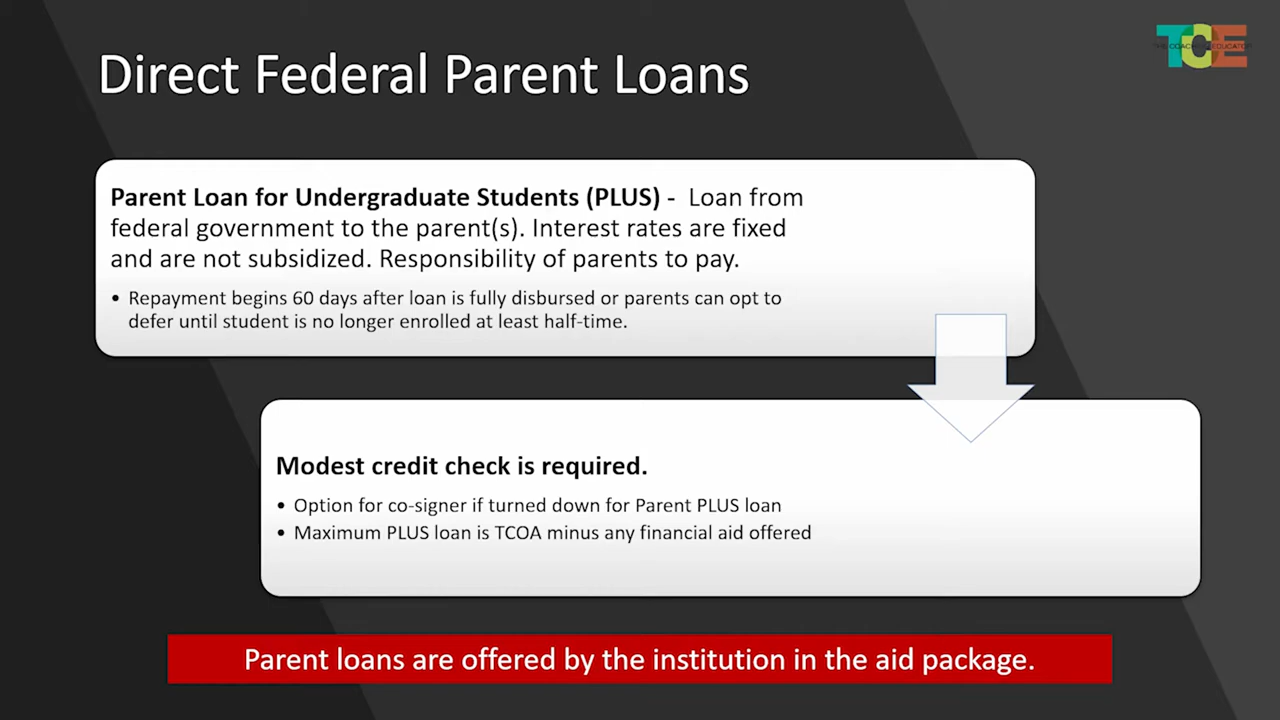 Direct Federal Parent Loans
TCE
THE COACHING EDUCATOR
Parent Loan for Undergraduate Students (PLUS) - Loan from
federal government to the parent(s). Interest rates are fixed
and are not subsidized. Responsibility of parents to pay.
• Repayment begins 60 days after loan is fully disbursed or parents can opt to
defer until student is no longer enrolled at least half-time.
Modest credit check is required.
• Option for co-signer if turned down for Parent PLUS loan
• Maximum PLUS loan is TCOA minus any financial aid offered
Parent loans are offered by the institution in the aid package.